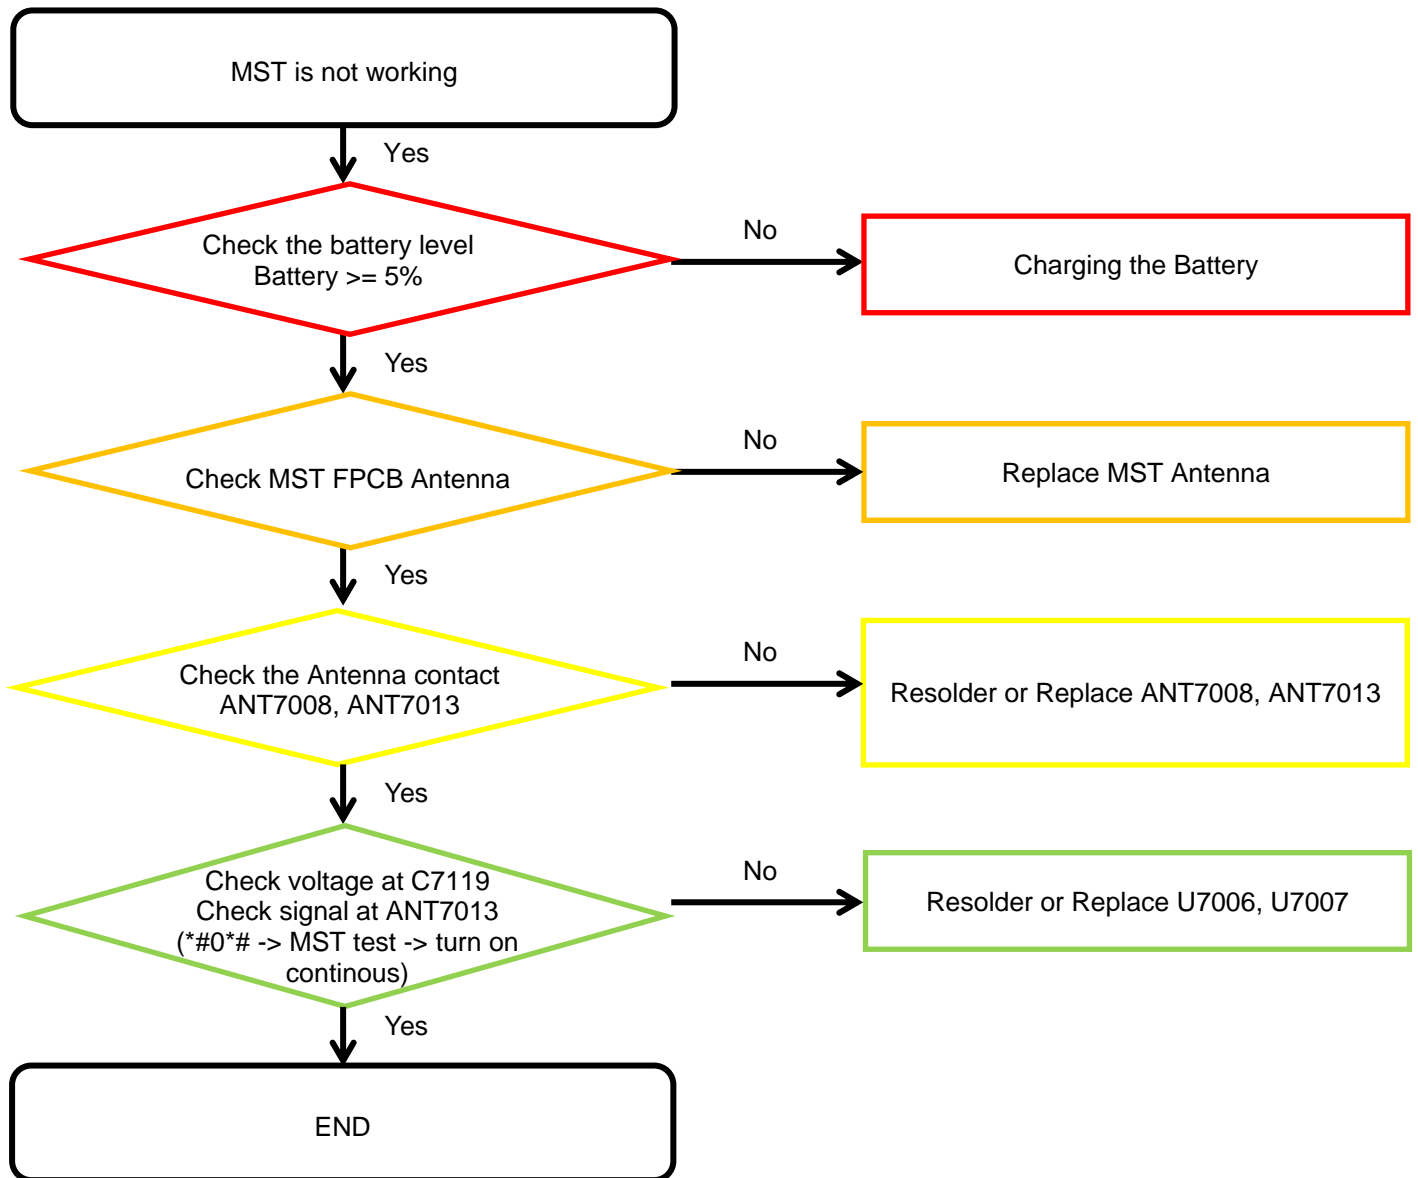 MST is not working
Yes
Check the battery level
Battery >= 5%
No
Charging the Battery
Yes
Check MST FPCB Antenna
No
Replace MST Antenna
Yes
Check the Antenna contact
ANT7008, ANT7013
No
Resolder or Replace ANT7008, ANT7013
Yes
Check voltage at C7119
Check signal at ANT7013
(*#0*# -> MST test -> turn on
continous)
No
Resolder or Replace U7006, U7007
Yes
END